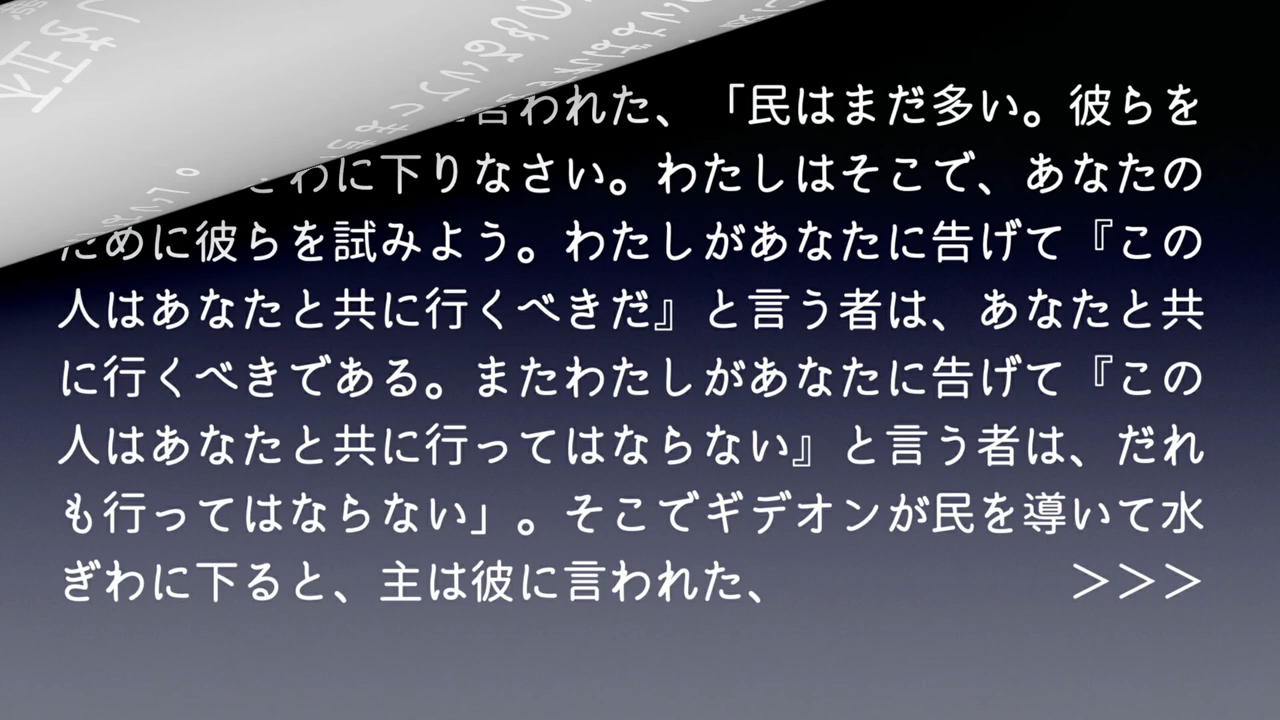 言われた、「民はまだ多い。彼らを
わに下りなさい。わたしはそこで、あなたの
ために彼らを試みよう。わたしがあなたに告げて『この
人はあなたと共に行くべきだ』と言う者は、あなたと共
に行くべきである。またわたしがあなたに告げて『この
人はあなたと共に行ってはならない』と言う者は、だれ
も行ってはならない」。そこでギデオンが民を導いて水
ぎわに下ると、主は彼に言われた、
>>>